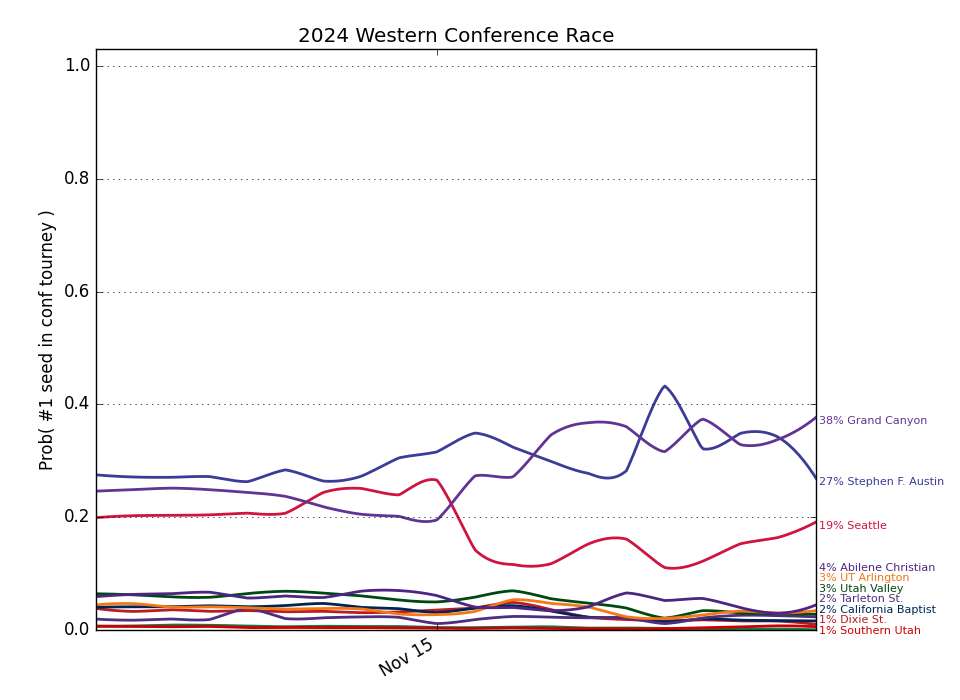 2024 Western Conference Race
Prob( #1 seed in conf tourney )
1.0
0.8
0.6
0.4
0.2
0.0
Nov 15
38% Grand Canyon
27% Stephen F. Austin
19% Seattle
4% Abilene Christian
3% UT Arlington
3% Utah Valley
2% Tarleton St.
2% California Baptist
1% Dixie St.
1% Southern Utah